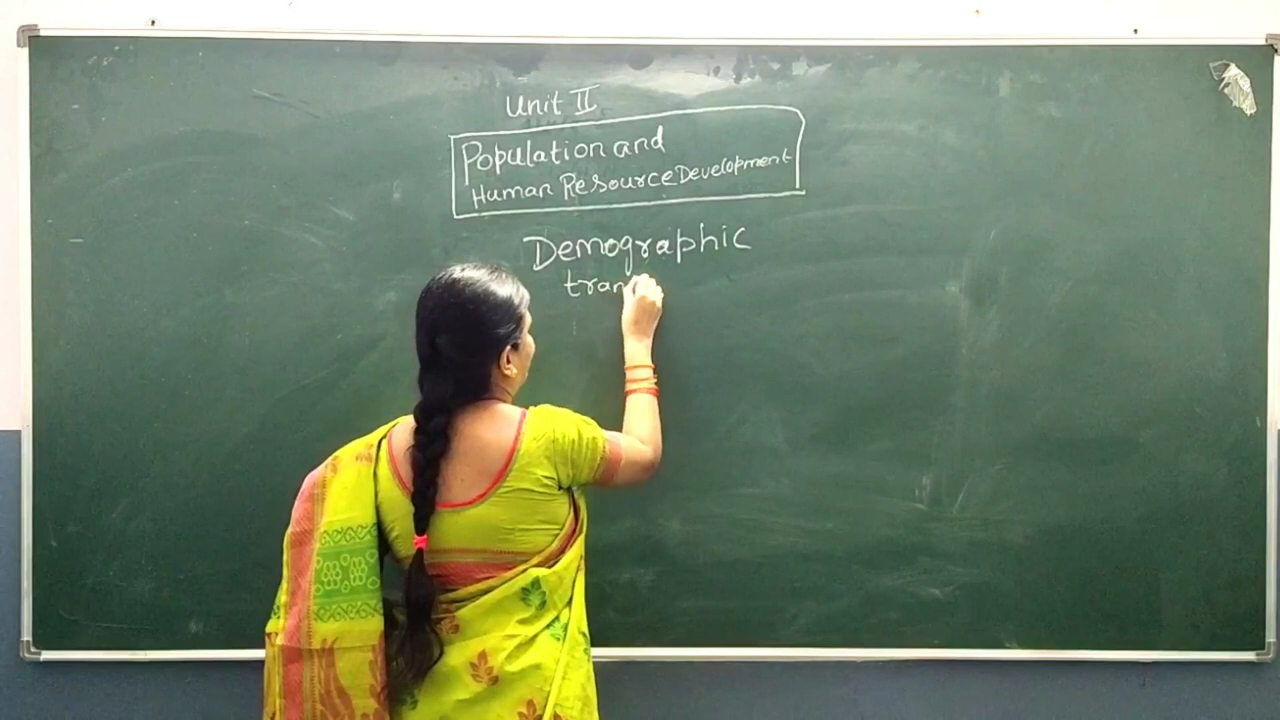 Unit II
Population and
Human Resource Development
Demographic
tran